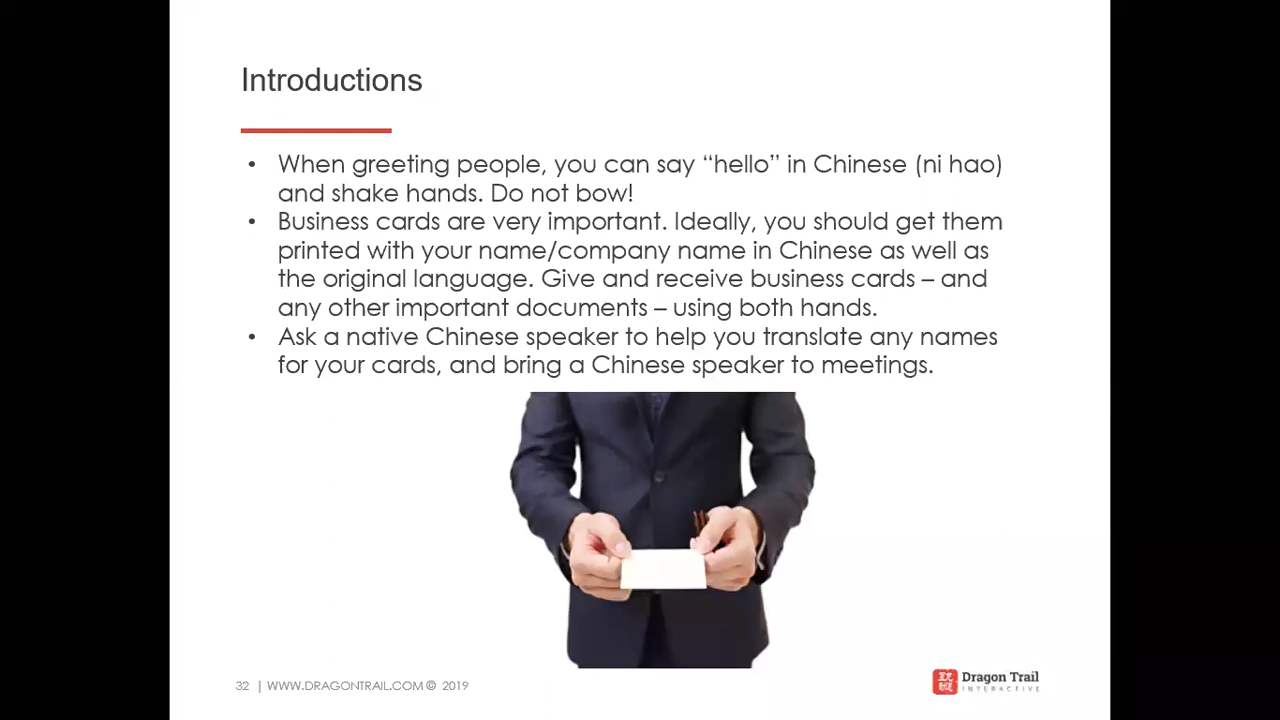 Introductions
• When greeting people, you can say “hello” in Chinese (ni hao)
and shake hands. Do not bow!
• Business cards are very important. Ideally, you should get them
printed with your name/company name in Chinese as well as
the original language. Give and receive business cards – and
any other important documents – using both hands.
• Ask a native Chinese speaker to help you translate any names
for your cards, and bring a Chinese speaker to meetings.
32 | WWW.DRAGONTRAIL.COM © 2019
Dragon Trail
INTERACTIVE